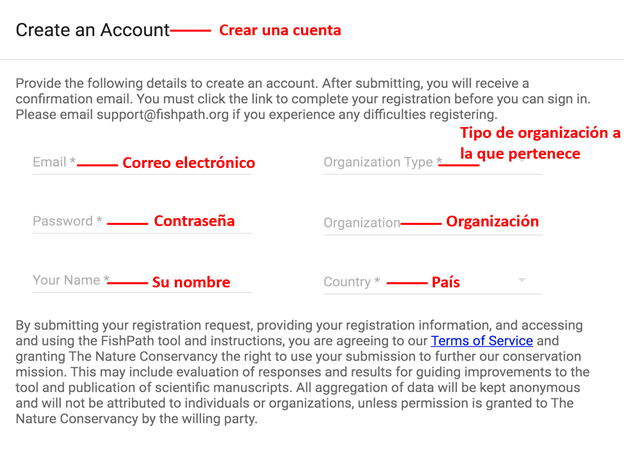 Create an Account Crear una cuenta
Provide the following details to create an account. After submitting, you will receive a
confirmation email. You must click the link to complete your registration before you can sign in.
Please email support@fishpath.org if you experience any difficulties registering.
Tipo de organización a
la que pertenece
Email * Correo electrónico Organization Type *
Password * Contraseña Organization Organización
Your Name * Su nombre Country * País
By submitting your registration request, providing your registration information, and accessing
and using the FishPath tool and instructions, you are agreeing to our Terms of Service and
granting The Nature Conservancy the right to use your submission to further our conservation
mission. This may include evaluation of responses and results for guiding improvements to the
tool and publication of scientific manuscripts. All aggregation of data will be kept anonymous
and will not be attributed to individuals or organizations, unless permission is granted to The
Nature Conservancy by the willing party.